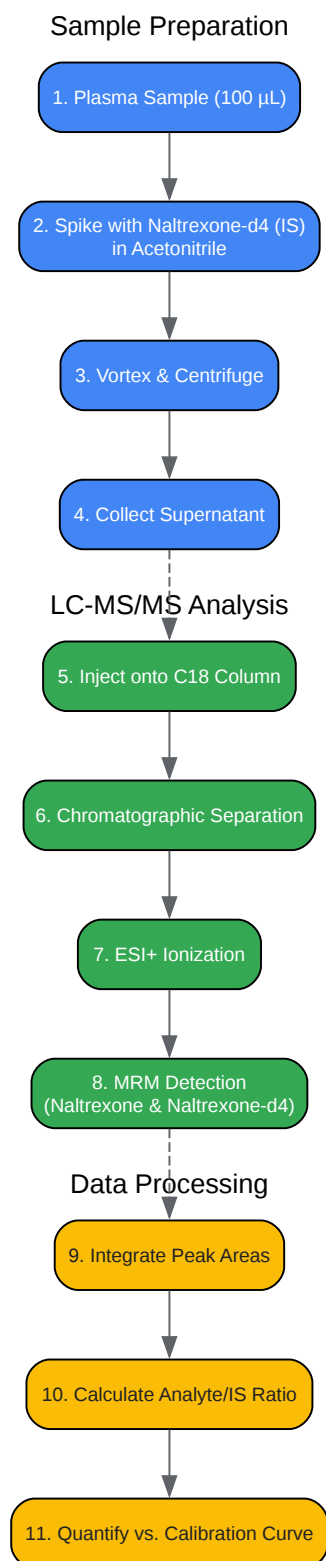 Sample Preparation
1. Plasma Sample (100 µL)
2. Spike with Naltrexone-d4 (IS)
in Acetonitrile
3. Vortex & Centrifuge
4. Collect Supernatant
LC-MS/MS Analysis
5. Inject onto C18 Column
6. Chromatographic Separation
7. ESI+ Ionization
8. MRM Detection
(Naltrexone & Naltrexone-d4)
Data Processing
9. Integrate Peak Areas
10. Calculate Analyte/IS Ratio
11. Quantify vs. Calibration Curve